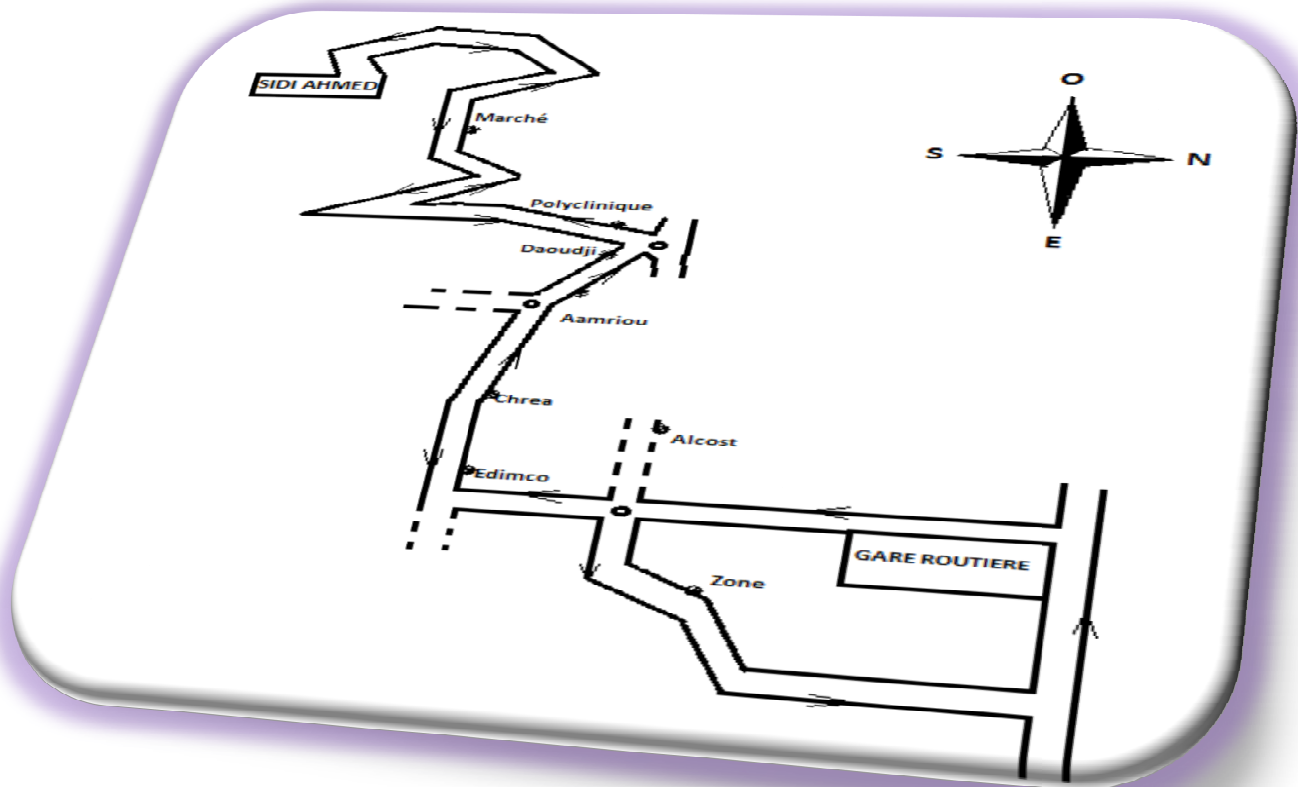 O
SIDI AHMED
Marché
S
N
Polyclinique
E
Daoudji
Aamriou
Chrea
Alcost
Edimco
GARE ROUTIERE
Zone